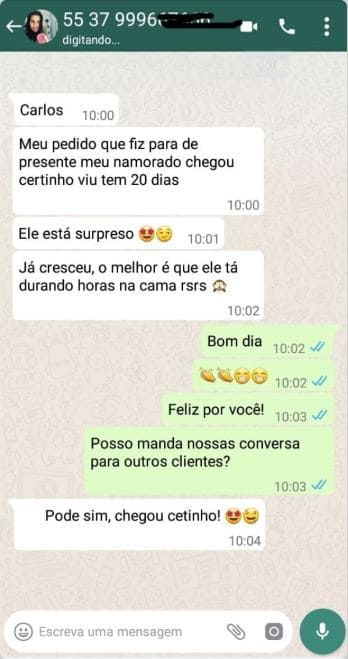 55 37 9996
digitando...
Carlos 10:00
Meu pedido que fiz para de
presente meu namorado chegou
certinho viu tem 20 dias
10:00
Ele está surpreso 😍😏 10:01
Já cresceu, o melhor é que ele tá
durando horas na cama rsrs 🙊
10:02
Bom dia 10:02
👏👏😁😁 10:02
Feliz por você! 10:03
Posso manda nossas conversa
para outros clientes?
10:03
Pode sim, chegou cetinho! 😍😅
10:04
Escreva uma mensagem